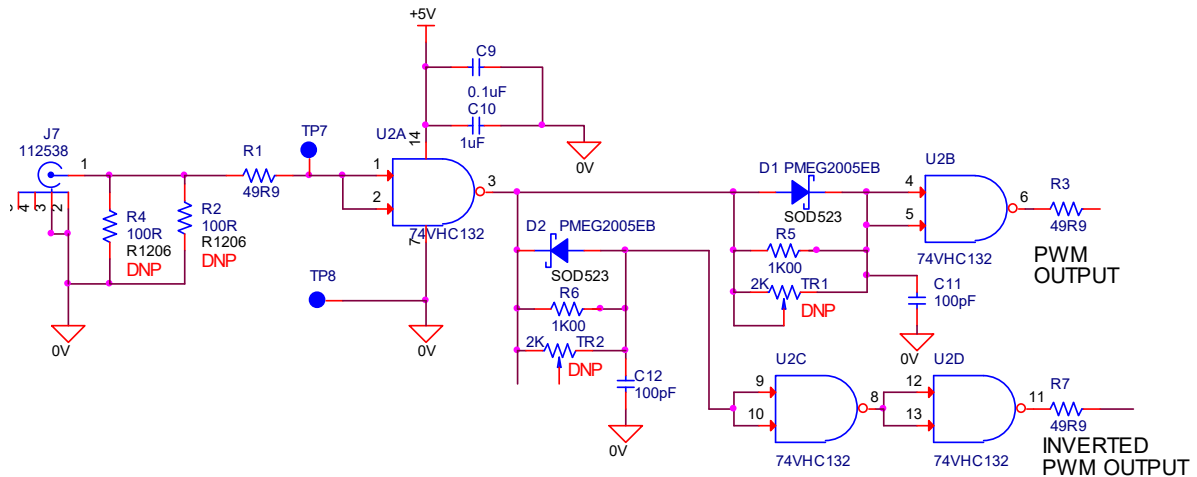 +5V
C9
0.1uF
C10
1uF
0V
J7
112538
1
4
3
2
R4
100R
R1206
DNP
R2
100R
R1206
DNP
0V
R1
49R9
TP7
TP8
U2A
14
1
2
3
7
74VHC132
0V
D2
PMEG2005EB
SOD523
R6
1K00
2K
TR2
DNP
C12
100pF
0V
D1 PMEG2005EB
SOD523
R5
1K00
2K
TR1
DNP
C11
100pF
0V
U2B
4
5
6
74VHC132
R3
49R9
PWM
OUTPUT
U2C
9
10
8
74VHC132
U2D
12
13
11
74VHC132
R7
49R9
INVERTED
PWM OUTPUT